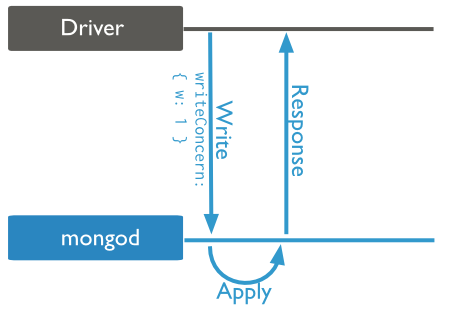 Driver
Write
writeConcern:
{ w: 1 }
Response
mongod
Apply